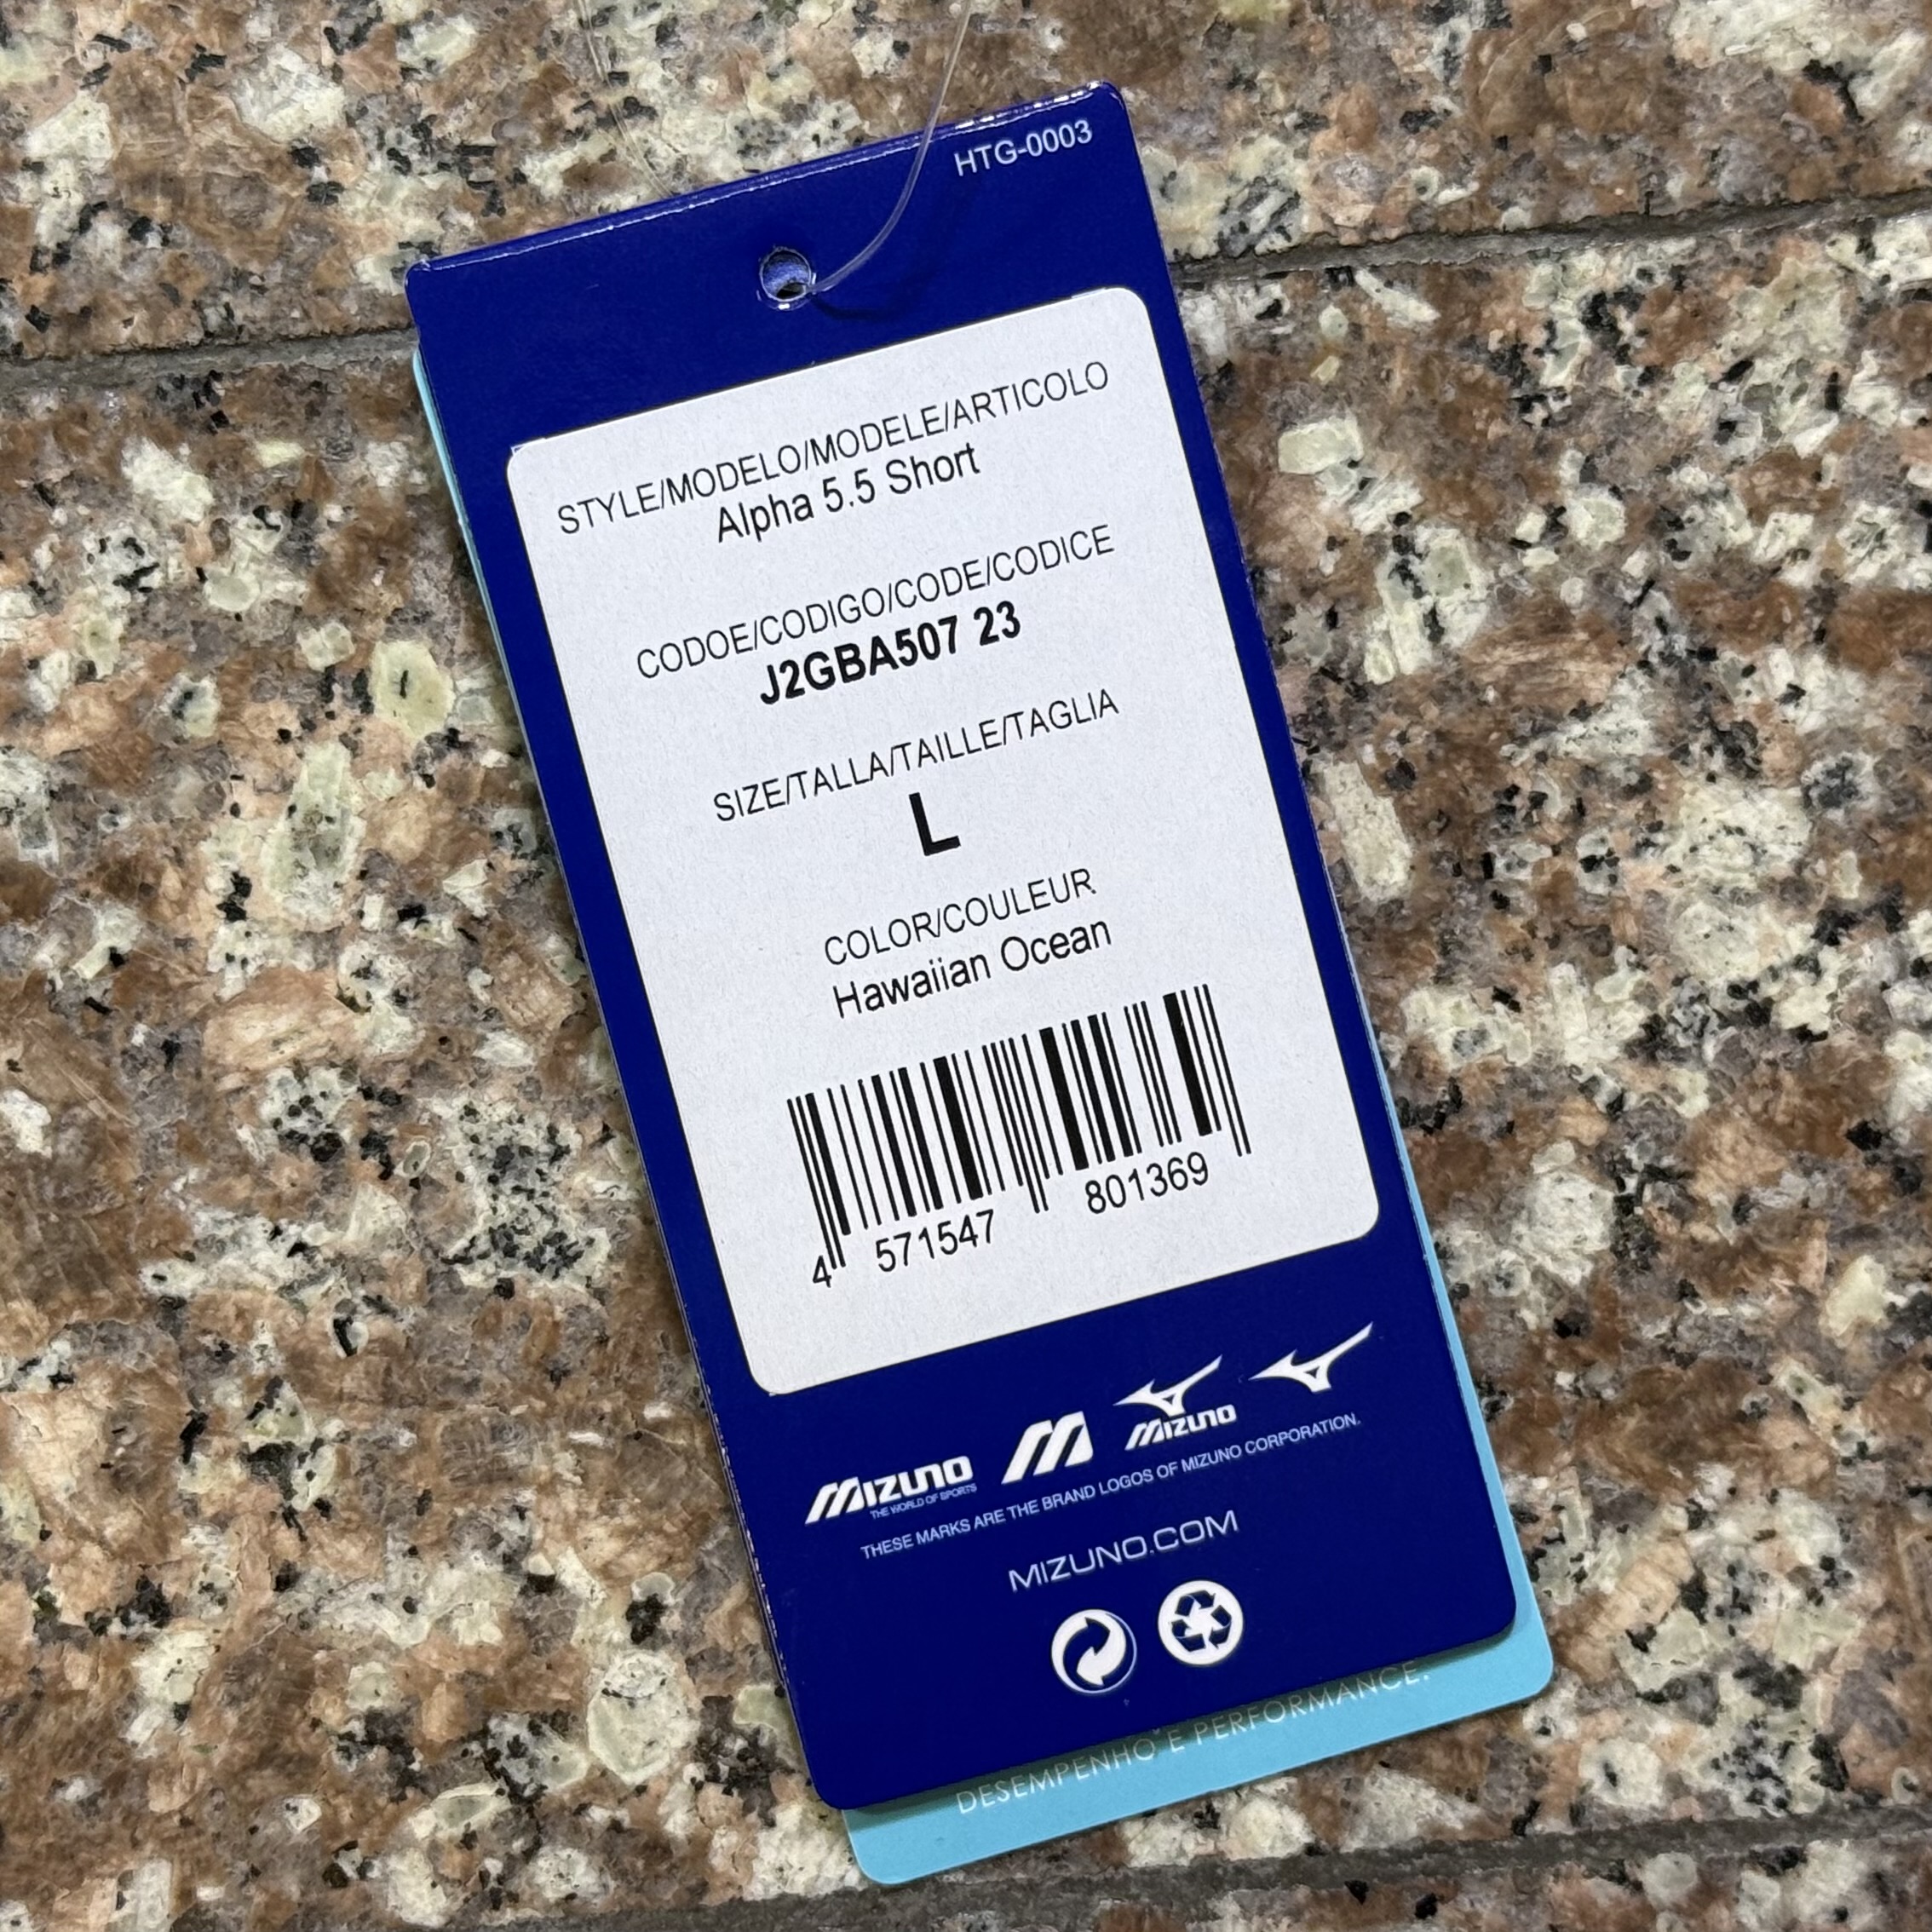 HTG-0003
STYLE/MODELO/MODELE/ARTICOLO
Alpha 5.5 Short
CODOE/CODIGO/CODE/CODICE
J2GBA507 23
SIZE/TALLA/TAILLE/TAGLIA
L
COLOR/COULEUR
Hawaiian Ocean
4 571547 801369
MIZUNO M MIZUNO
THE WORLD OF SPORTS
THESE MARKS ARE THE BRAND LOGOS OF MIZUNO CORPORATION.
MIZUNO.COM
DESEMPENHO E PERFORMANCE.